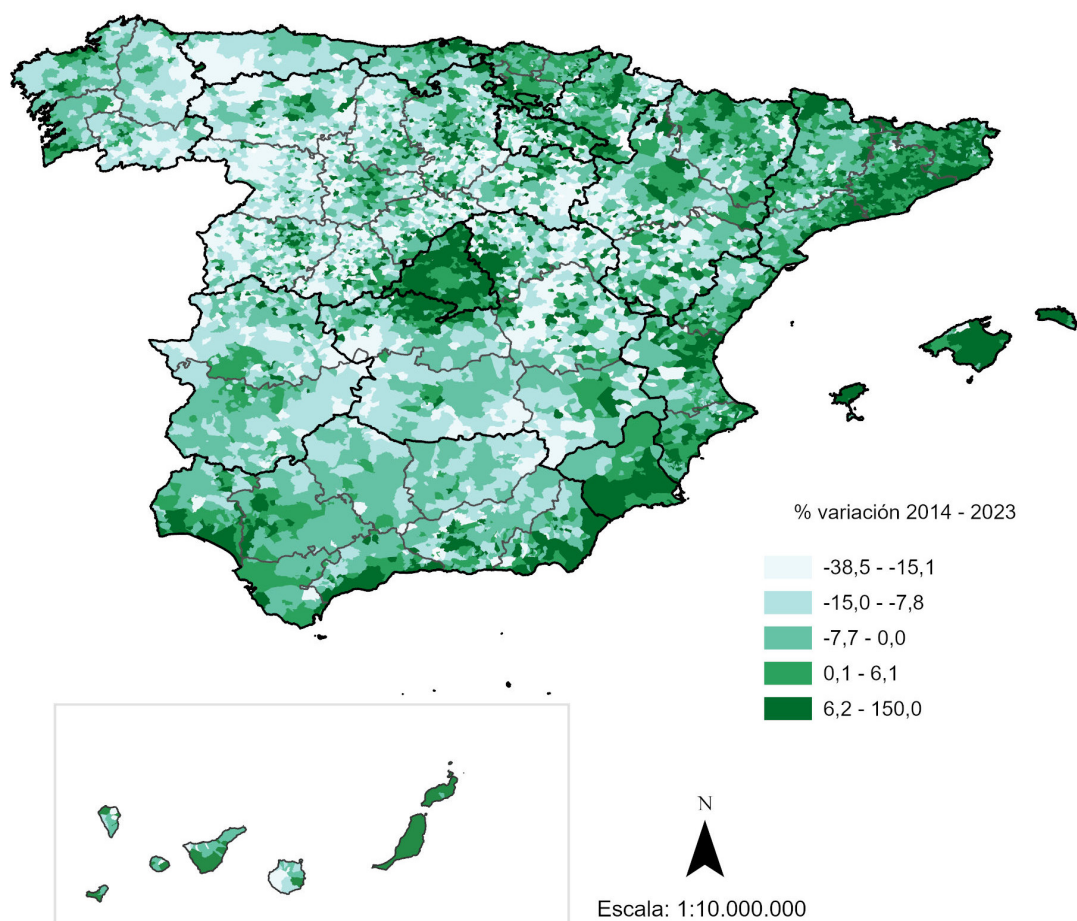 % variación 2014 - 2023
-38,5 - -15,1
-15,0 - -7,8
-7,7 - 0,0
0,1 - 6,1
6,2 - 150,0
N
Escala: 1:10.000.000